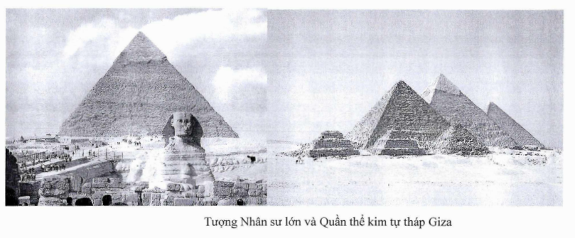 Tượng Nhân sư lớn và Quần thể kim tự tháp Giza